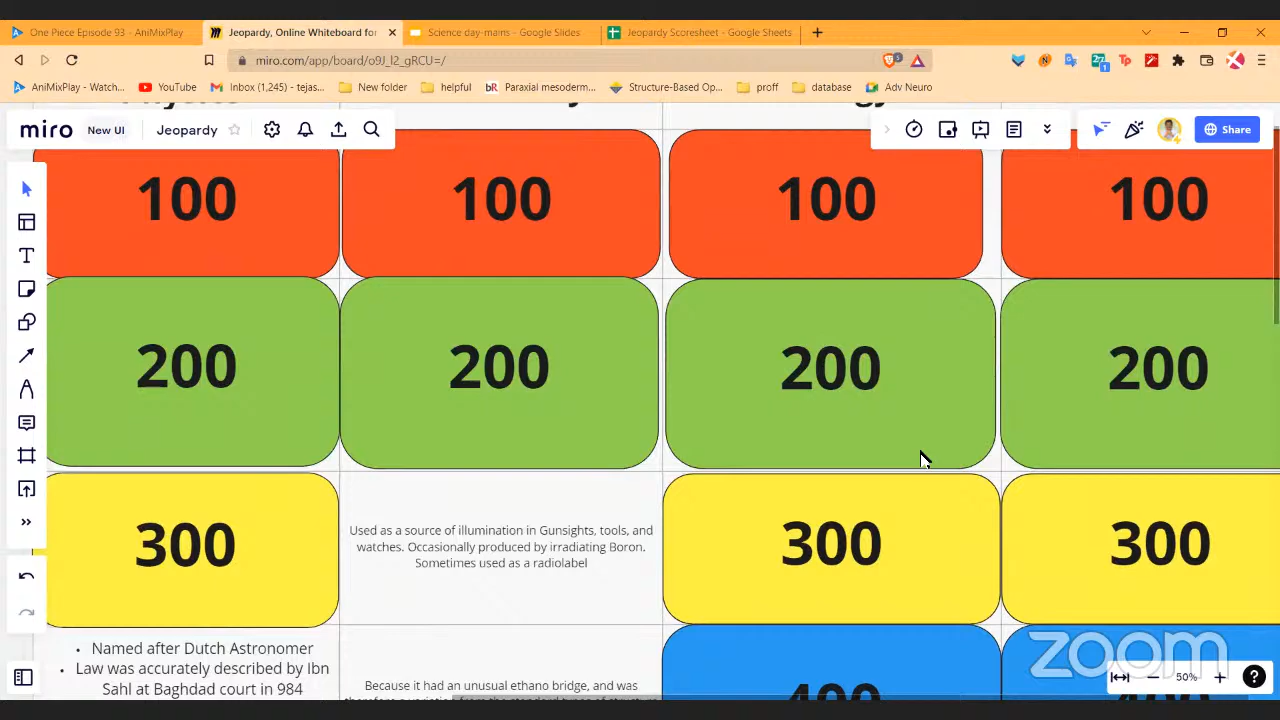 One Piece Episode 93 - AniMixPlay
Jeopardy, Online Whiteboard for
Science day-mains - Google Slides
Jeopardy Scoresheet - Google Sheets
miro.com/app/board/o9J_l2_gRCU=/
AniMixPlay - Watch...
YouTube
Inbox (1,245) - tejas...
New folder
helpful
bR Paraxial mesoderm...
Structure-Based Op...
proff
database
Adv Neuro
miro
New UI
Jeopardy
Share
100
100
100
100
200
200
200
200
300
Used as a source of illumination in Gunsights, tools, and
watches. Occasionally produced by irradiating Boron.
Sometimes used as a radiolabel
300
300
• Named after Dutch Astronomer
• Law was accurately described by Ibn
Sahl at Baghdad court in 984
Because it had an unusual ethano bridge, and was
400
zoom
50%